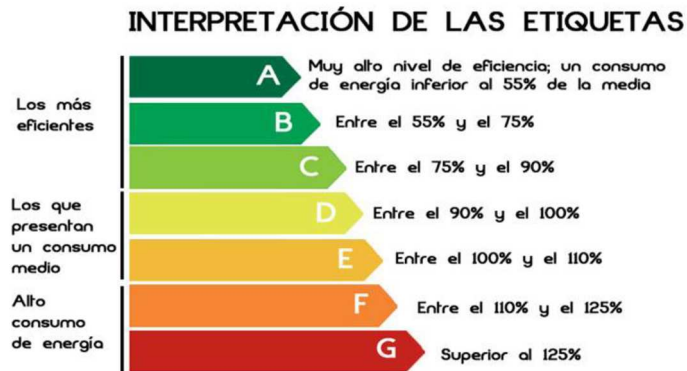 INTERPRETACIÓN DE LAS ETIQUETAS
Los más
eficientes
A
Muy alto nivel de eficiencia; un consumo
de energía inferior al 55% de la media
B
Entre el 55% y el 75%
C
Entre el 75% y el 90%
Los que
presentan
un consumo
medio
D
Entre el 90% y el 100%
E
Entre el 100% y el 110%
Alto
consumo
de energía
F
Entre el 110% y el 125%
G
Superior al 125%